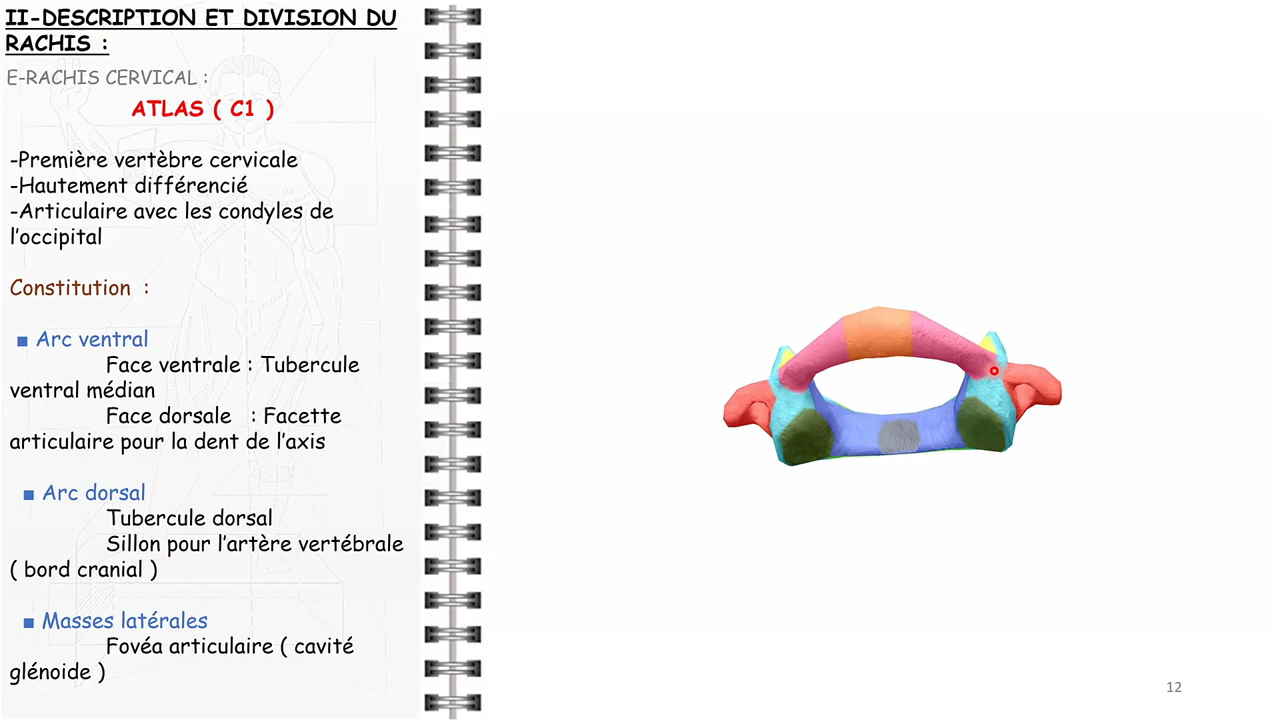 II-DESCRIPTION ET DIVISION DU
RACHIS :
E-RACHIS CERVICAL :
ATLAS ( C1 )
-Première vertèbre cervicale
-Hautement différencié
-Articulaire avec les condyles de
l'occipital
Constitution :
▪ Arc ventral
Face ventrale : Tubercule
ventral médian
Face dorsale : Facette
articulaire pour la dent de l'axis
▪ Arc dorsal
Tubercule dorsal
Sillon pour l'artère vertébrale
( bord cranial )
▪ Masses latérales
Fovéa articulaire ( cavité
glénoide )
12